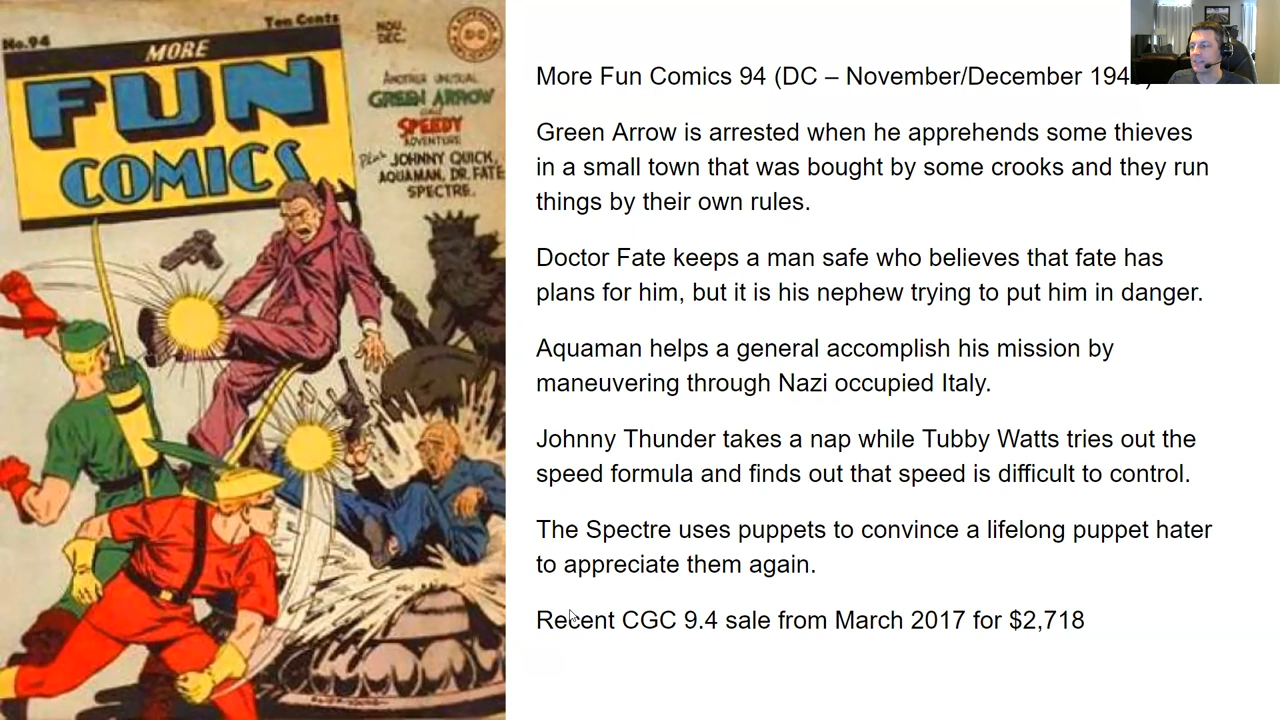 No.94
Ten Cents
NOV.
DEC.
MORE
FUN
COMICS
ANOTHER UNUSUAL
GREEN ARROW
and
SPEEDY
ADVENTURE
Plus JOHNNY QUICK,
AQUAMAN, DR. FATE
SPECTRE.
More Fun Comics 94 (DC – November/December 194
Green Arrow is arrested when he apprehends some thieves
in a small town that was bought by some crooks and they run
things by their own rules.
Doctor Fate keeps a man safe who believes that fate has
plans for him, but it is his nephew trying to put him in danger.
Aquaman helps a general accomplish his mission by
maneuvering through Nazi occupied Italy.
Johnny Thunder takes a nap while Tubby Watts tries out the
speed formula and finds out that speed is difficult to control.
The Spectre uses puppets to convince a lifelong puppet hater
to appreciate them again.
Recent CGC 9.4 sale from March 2017 for $2,718